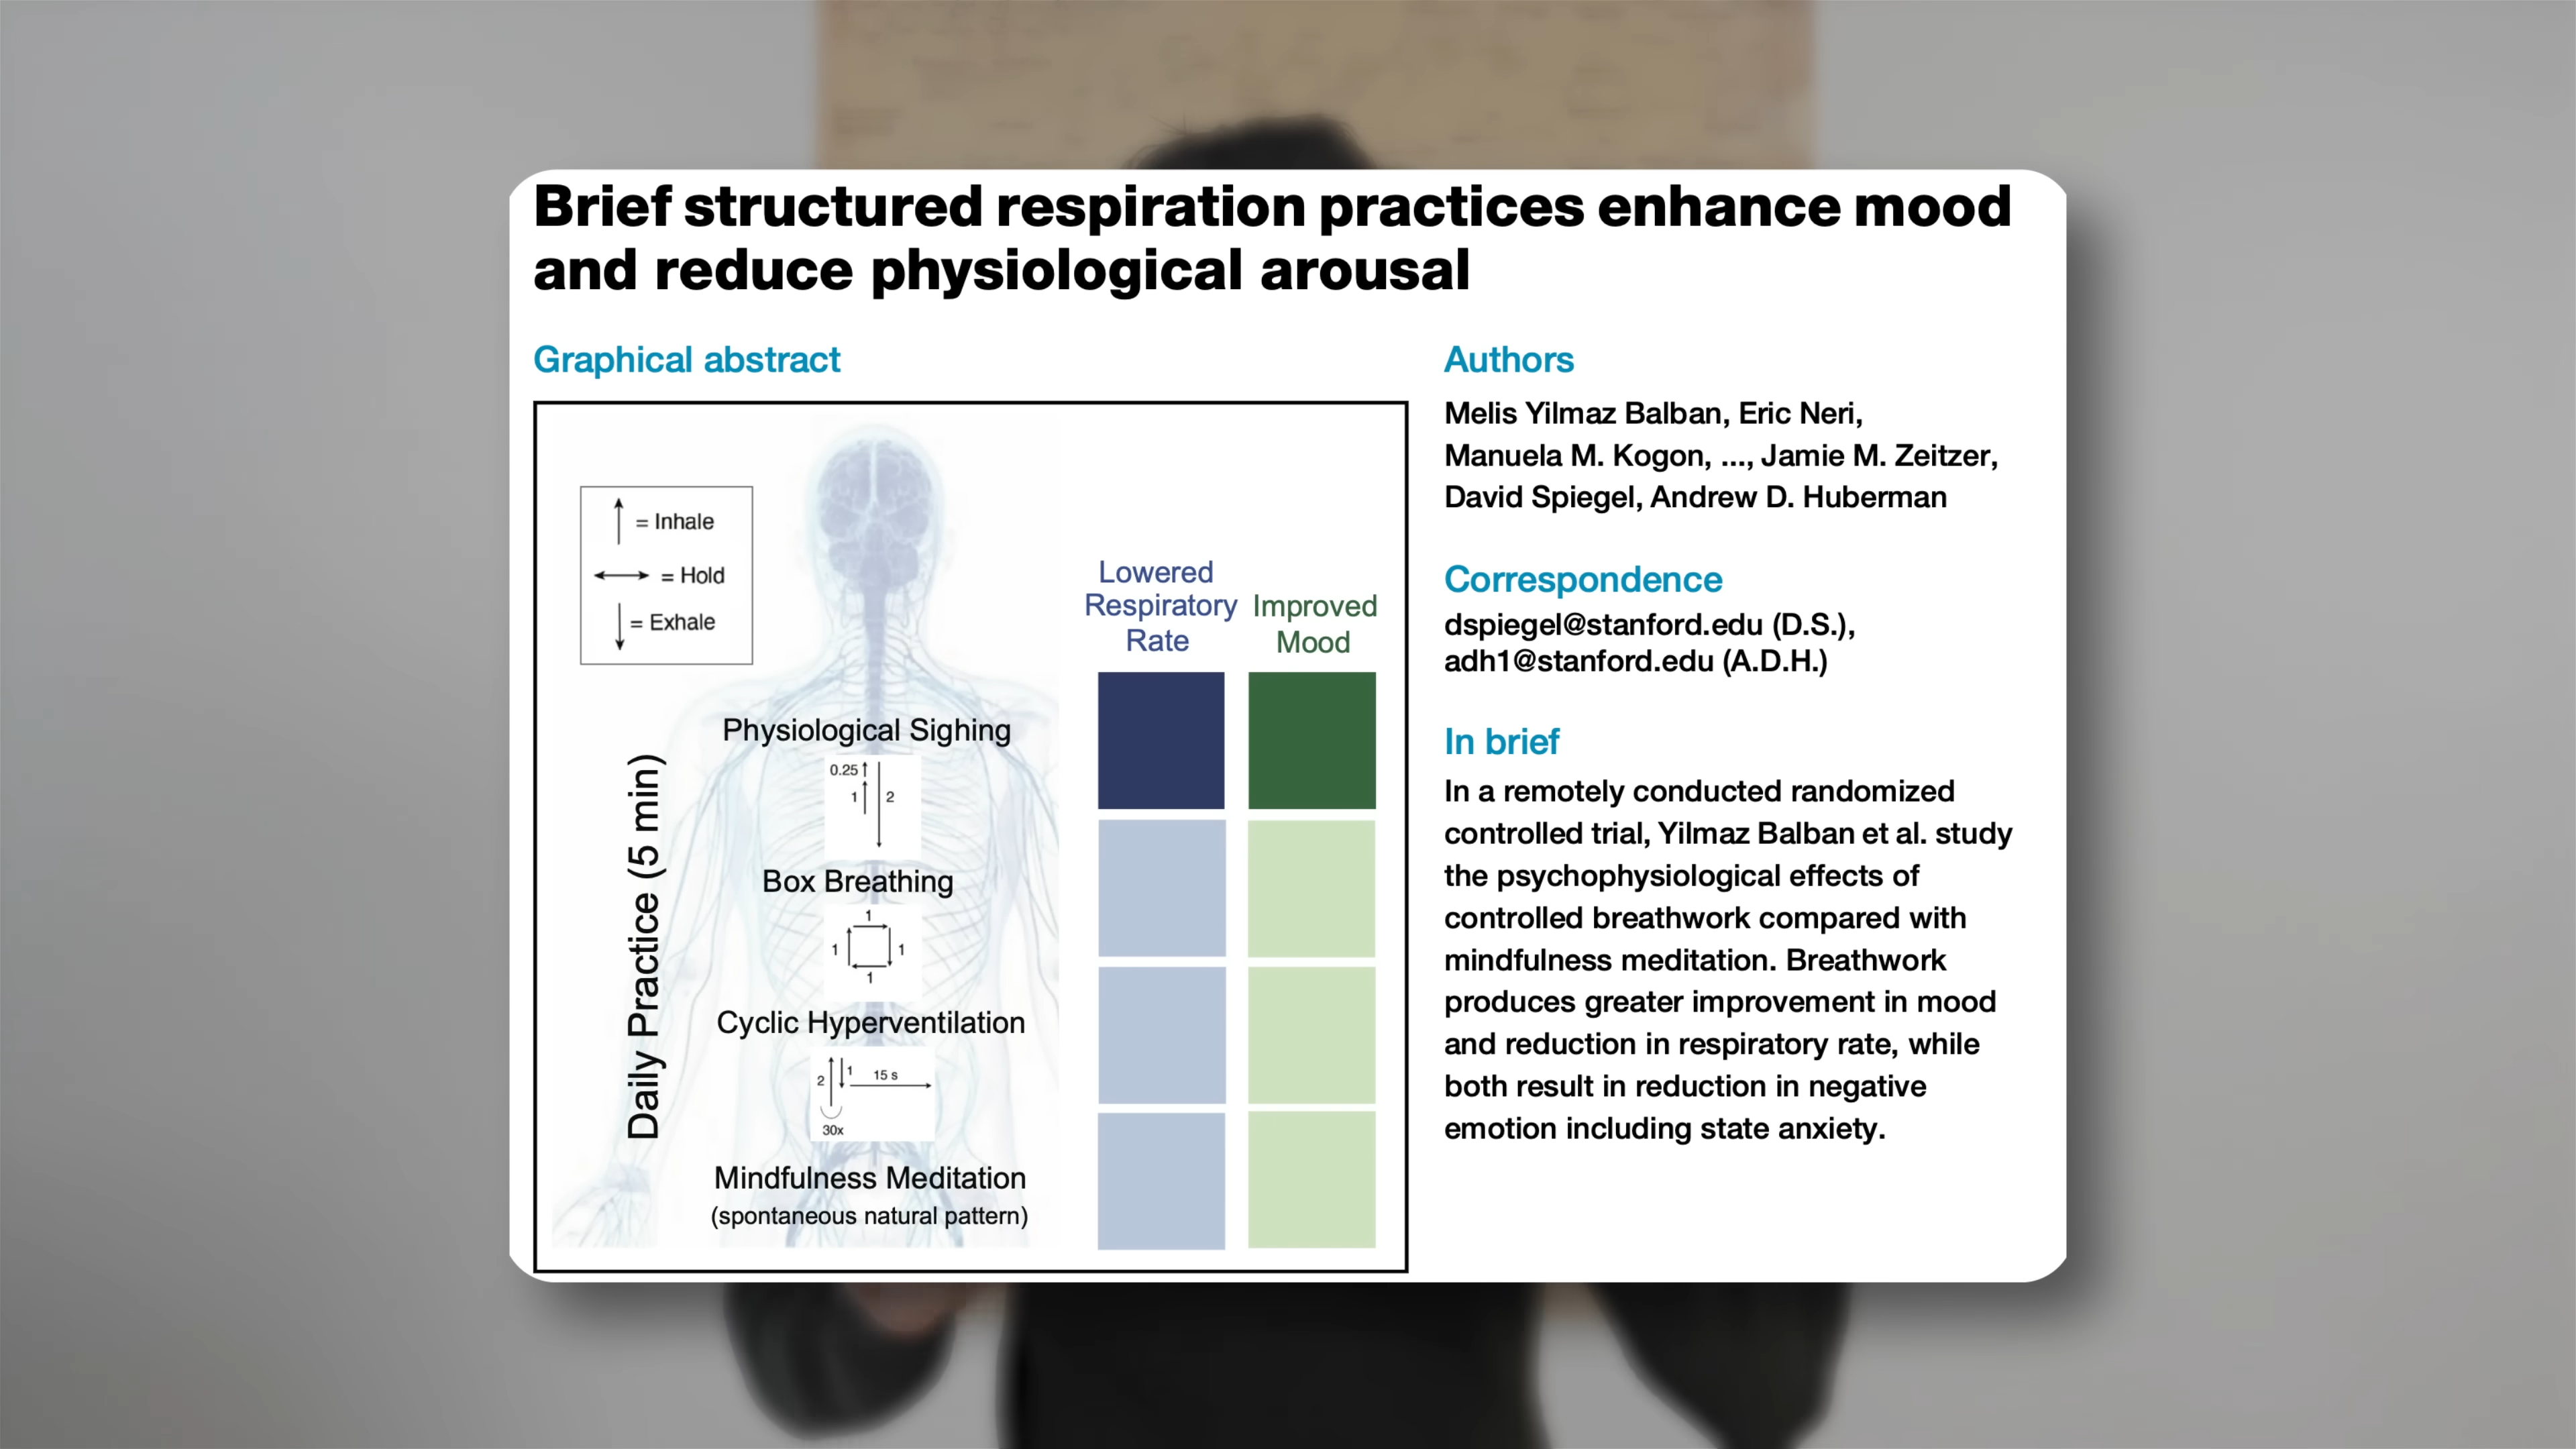 Brief structured respiration practices enhance mood
and reduce physiological arousal
Graphical abstract
= Inhale
= Hold
= Exhale
Lowered
Respiratory
Rate
Improved
Mood
Daily Practice (5 min)
Physiological Sighing
0.25
1
2
Box Breathing
1
1
1
1
Cyclic Hyperventilation
2
1
15 s
30x
Mindfulness Meditation
(spontaneous natural pattern)
Authors
Melis Yilmaz Balban, Eric Neri,
Manuela M. Kogon, ..., Jamie M. Zeitzer,
David Spiegel, Andrew D. Huberman
Correspondence
dspiegel@stanford.edu (D.S.),
adh1@stanford.edu (A.D.H.)
In brief
In a remotely conducted randomized
controlled trial, Yilmaz Balban et al. study
the psychophysiological effects of
controlled breathwork compared with
mindfulness meditation. Breathwork
produces greater improvement in mood
and reduction in respiratory rate, while
both result in reduction in negative
emotion including state anxiety.